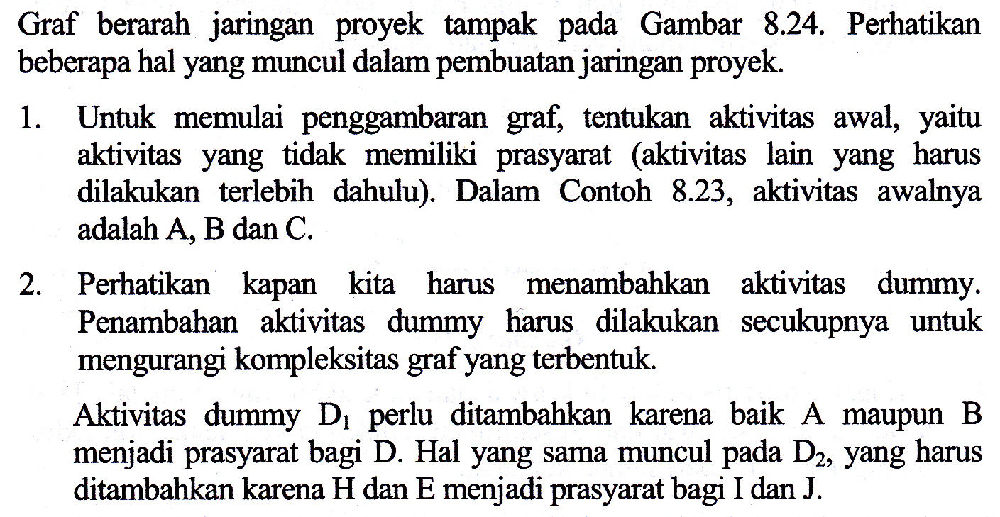 Graf berarah jaringan proyek tampak pada Gambar 8.24. Perhatikan
beberapa hal yang muncul dalam pembuatan jaringan proyek.
1. Untuk memulai penggambaran graf, tentukan aktivitas awal, yaitu
aktivitas yang tidak memiliki prasyarat (aktivitas lain yang harus
dilakukan terlebih dahulu). Dalam Contoh 8.23, aktivitas awalnya
adalah A, B dan C.
2. Perhatikan kapan kita harus menambahkan aktivitas dummy.
Penambahan aktivitas dummy harus dilakukan secukupnya untuk
mengurangi kompleksitas graf yang terbentuk.
Aktivitas dummy D₁ perlu ditambahkan karena baik A maupun B
menjadi prasyarat bagi D. Hal yang sama muncul pada D₂, yang harus
ditambahkan karena H dan E menjadi prasyarat bagi I dan J.